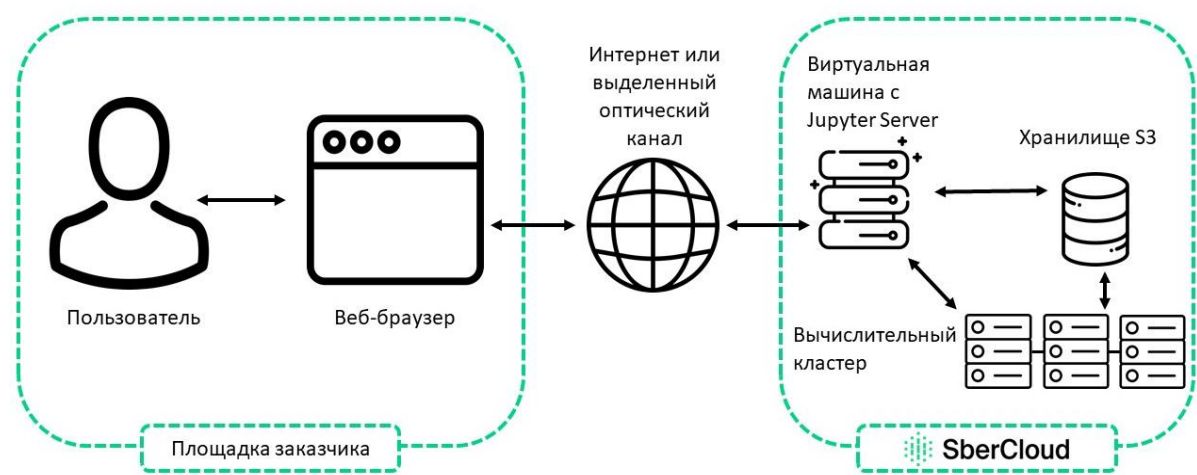 Пользователь
Веб-браузер
Площадка заказчика
Интернет или
выделенный
оптический
канал
Виртуальная
машина с
Jupyter Server
Хранилище S3
Вычислительный
кластер
SberCloud